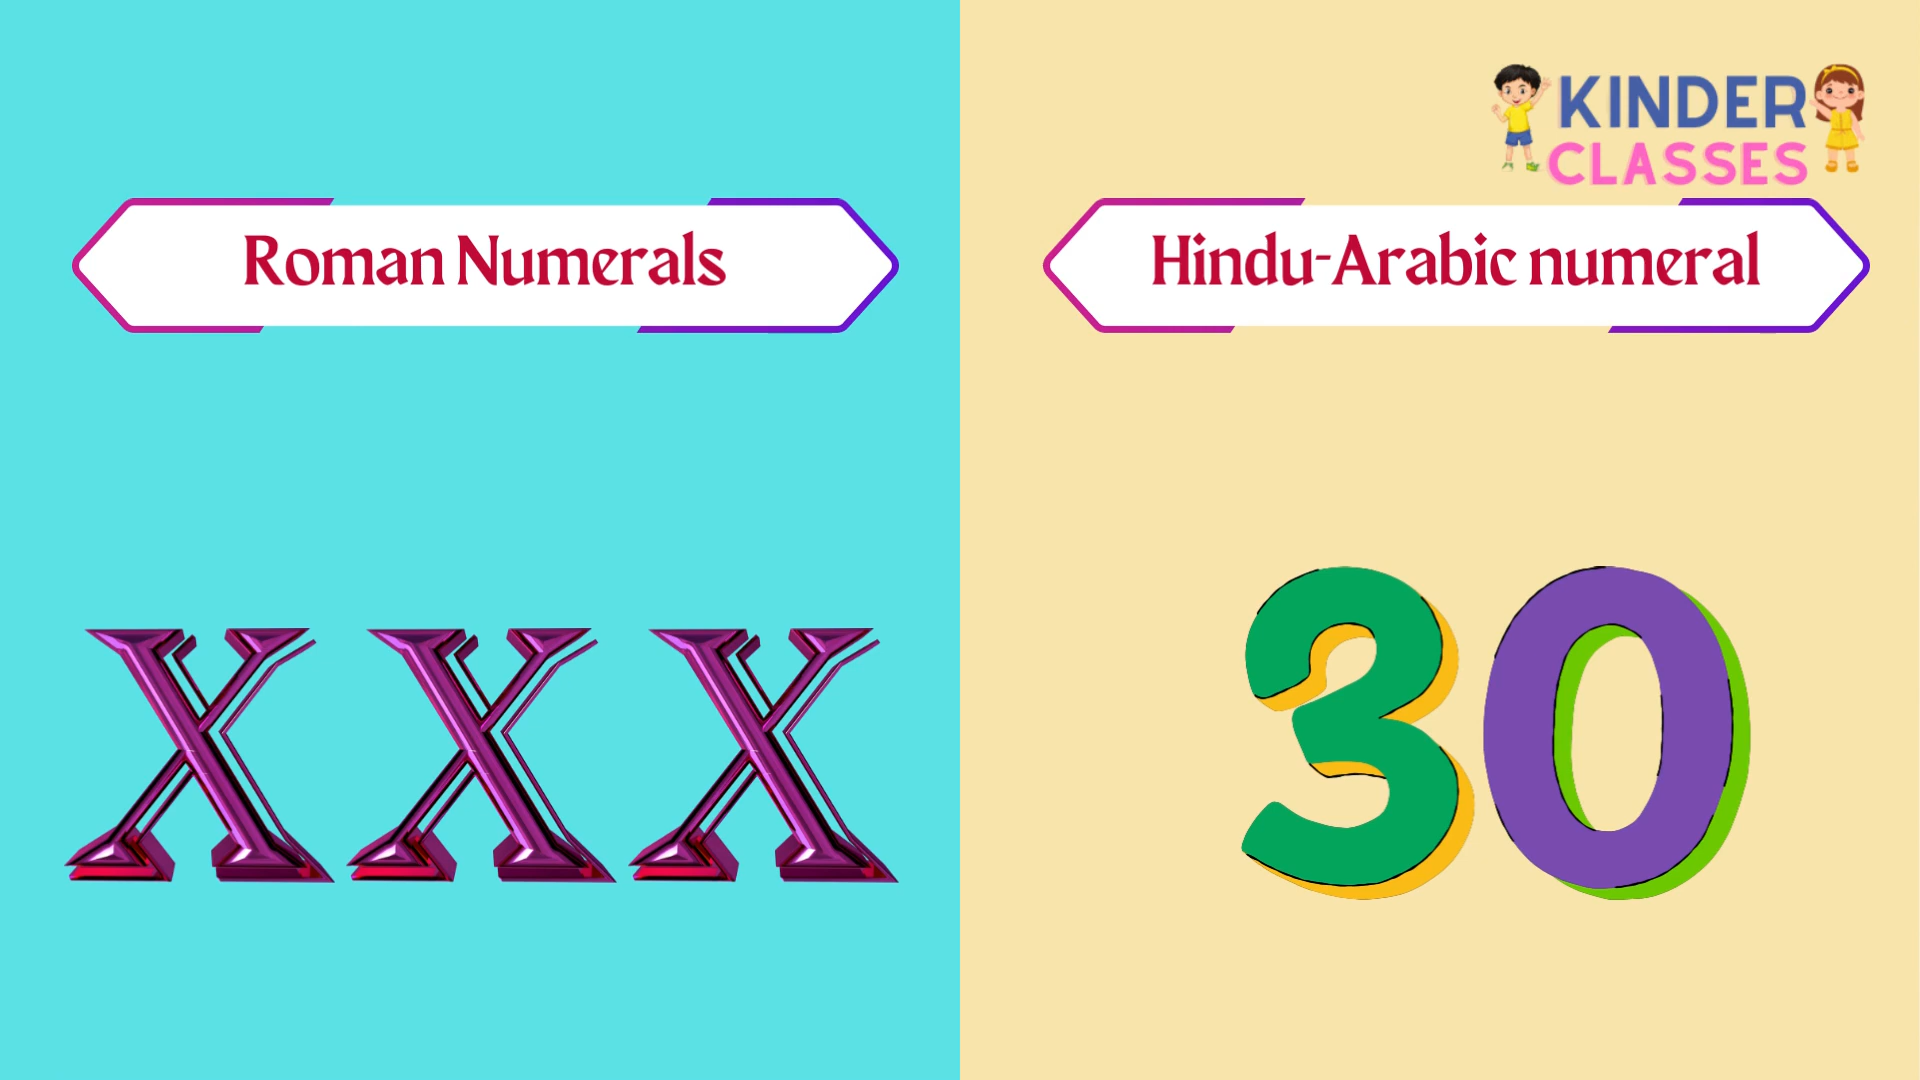 KINDER
CLASSES
Roman Numerals
Hindu-Arabic numeral
XXX
30